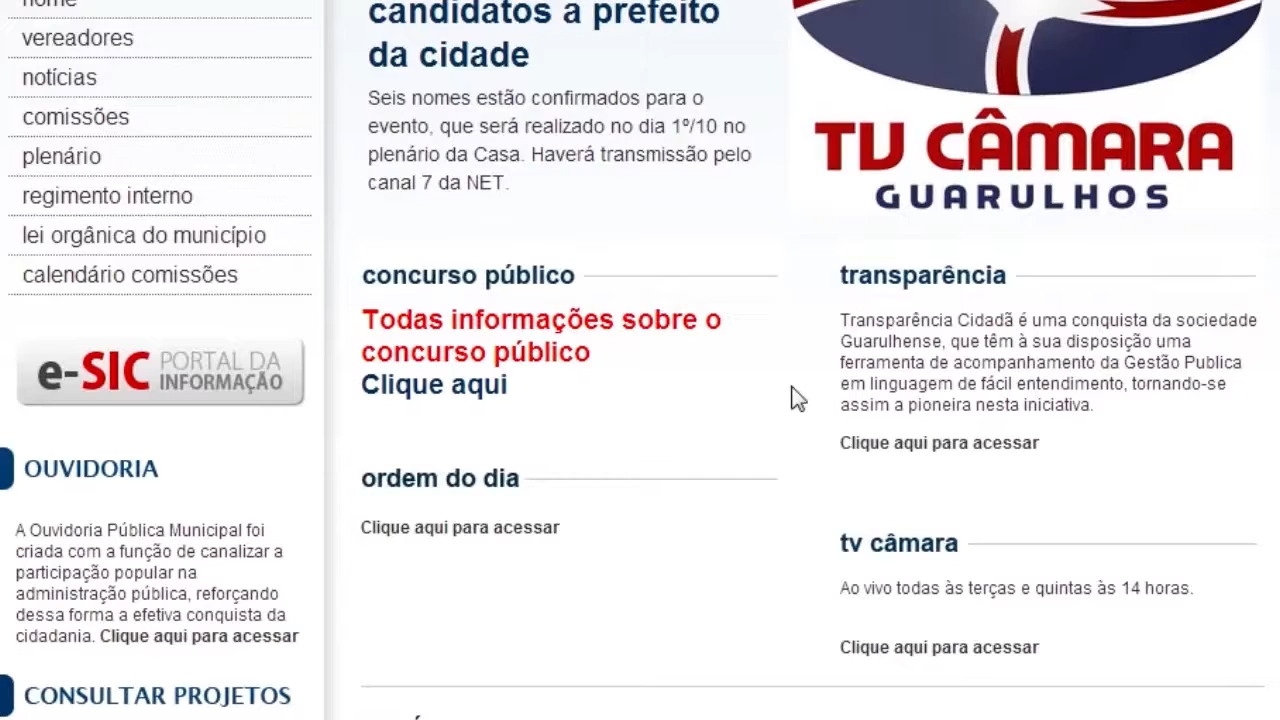 home
vereadores
notícias
comissões
plenário
regimento interno
lei orgânica do município
calendário comissões
e-SIC PORTAL DA
INFORMAÇÃO
OUVIDORIA
A Ouvidoria Pública Municipal foi
criada com a função de canalizar a
participação popular na
administração pública, reforçando
dessa forma a efetiva conquista da
cidadania. Clique aqui para acessar
CONSULTAR PROJETOS
candidatos a prefeito
da cidade
Seis nomes estão confirmados para o
evento, que será realizado no dia 1º/10 no
plenário da Casa. Haverá transmissão pelo
canal 7 da NET.
concurso público
Todas informações sobre o
concurso público
Clique aqui
ordem do dia
Clique aqui para acessar
TV CÂMARA
GUARULHOS
transparência
Transparência Cidadã é uma conquista da sociedade
Guarulhense, que têm à sua disposição uma
ferramenta de acompanhamento da Gestão Publica
em linguagem de fácil entendimento, tornando-se
assim a pioneira nesta iniciativa.
Clique aqui para acessar
tv câmara
Ao vivo todas às terças e quintas às 14 horas.
Clique aqui para acessar